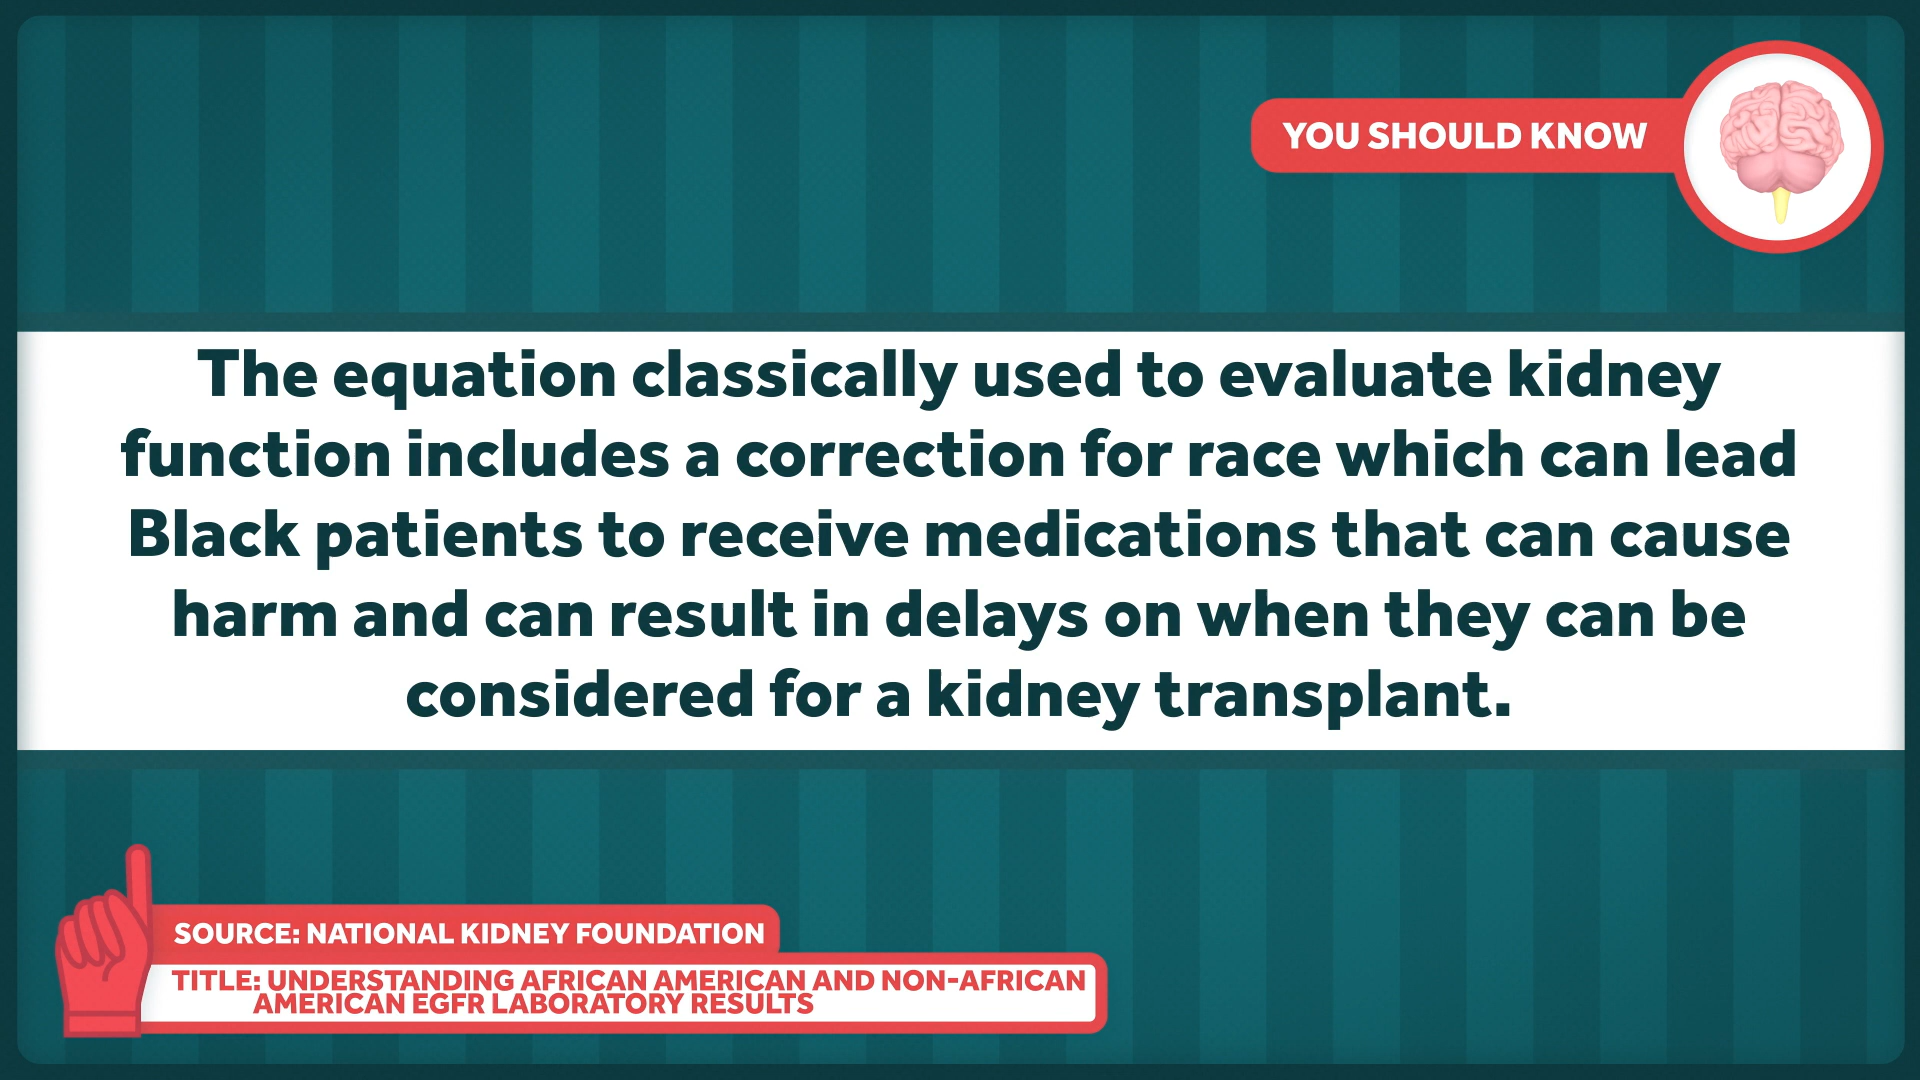 YOU SHOULD KNOW
The equation classically used to evaluate kidney
function includes a correction for race which can lead
Black patients to receive medications that can cause
harm and can result in delays on when they can be
considered for a kidney transplant.
SOURCE: NATIONAL KIDNEY FOUNDATION
TITLE: UNDERSTANDING AFRICAN AMERICAN AND NON-AFRICAN
AMERICAN EGFR LABORATORY RESULTS